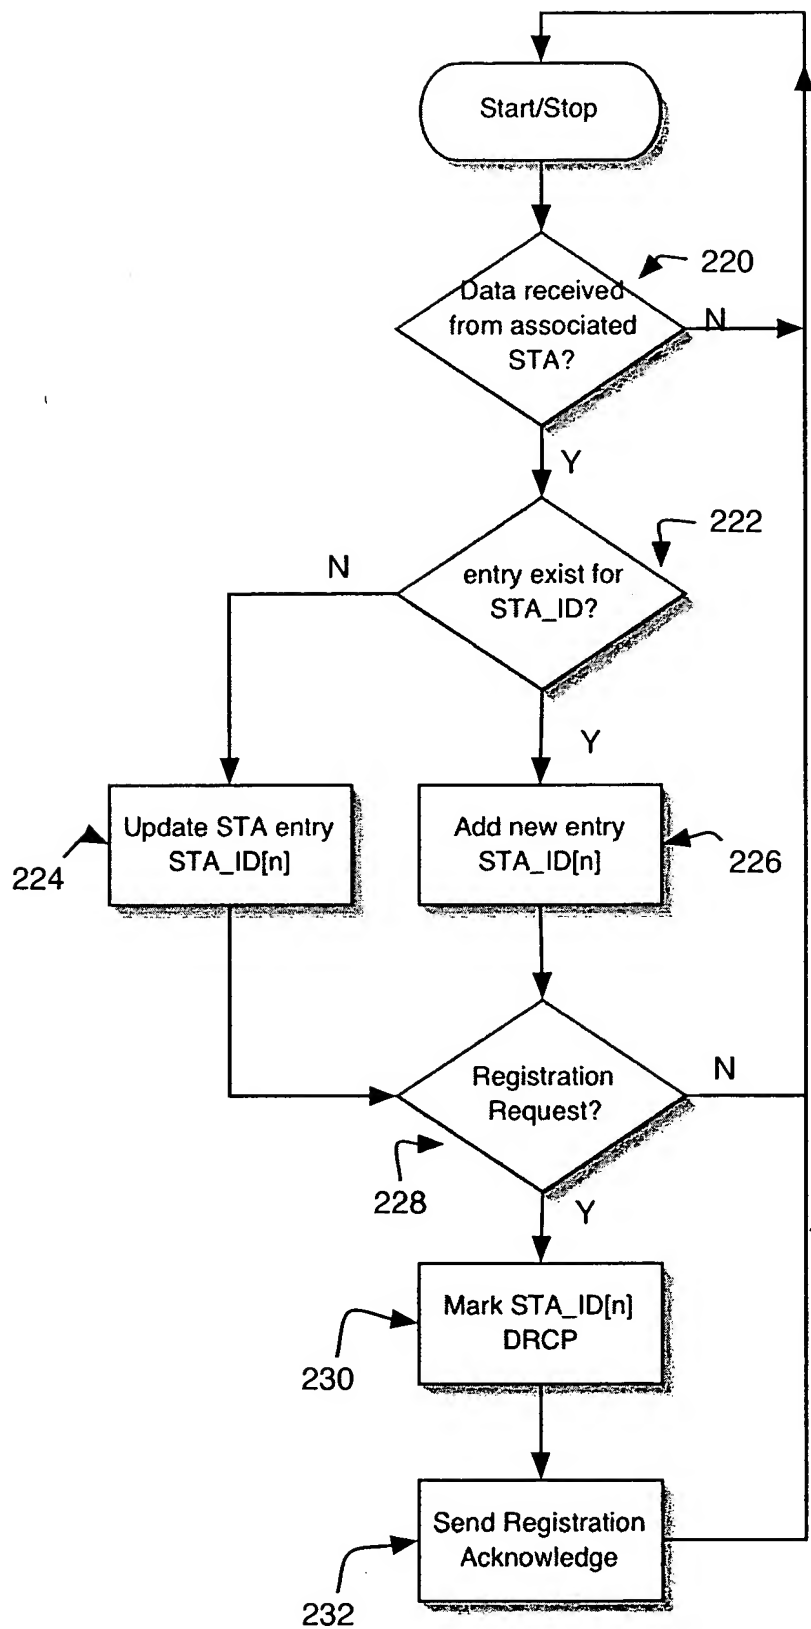 Start/Stop
220
Data received
from associated
STA?
N
Y
222
entry exist for
STA_ID?
N
Y
Update STA entry
STA_ID[n]
224
Add new entry
STA_ID[n]
226
Registration
Request?
N
228
Y
Mark STA_ID[n]
DRCP
230
Send Registration
Acknowledge
232